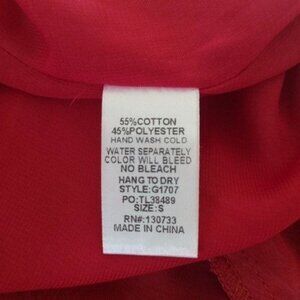 55%COTTON
45%POLYESTER
HAND WASH COLD
WATER SEPARATELY
COLOR WILL BLEED
NO BLEACH
HANG TO DRY
STYLE:G1707
PO:TL38489
SIZE:S
RN#:130733
MADE IN CHINA